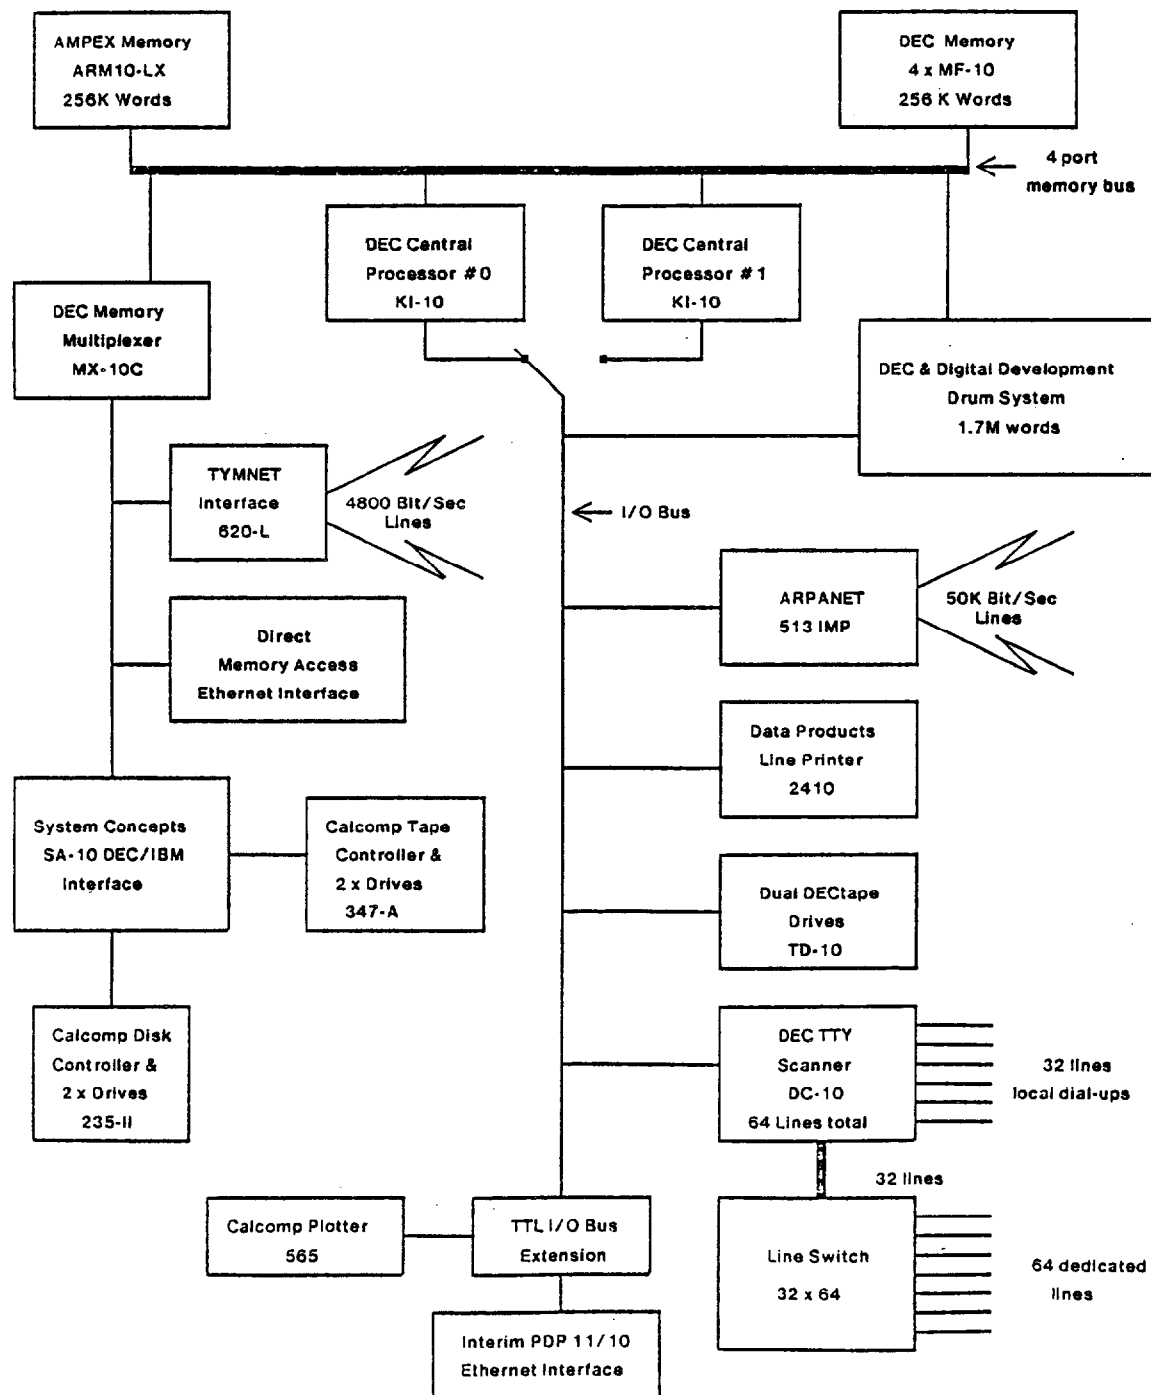 AMPEX Memory
ARM10-LX
256K Words
DEC Memory
4 x MF-10
256 K Words
4 port
memory bus
DEC Central
Processor #0
KI-10
DEC Central
Processor #1
KI-10
DEC Memory
Multiplexer
MX-10C
DEC & Digital Development
Drum System
1.7M words
TYMNET
Interface
620-L
4800 Bit/Sec
Lines
I/O Bus
ARPANET
513 IMP
50K Bit/Sec
Lines
Direct
Memory Access
Ethernet Interface
Data Products
Line Printer
2410
System Concepts
SA-10 DEC/IBM
Interface
Calcomp Tape
Controller &
2 x Drives
347-A
Dual DECtape
Drives
TD-10
Calcomp Disk
Controller &
2 x Drives
235-II
DEC TTY
Scanner
DC-10
64 Lines total
32 lines
local dial-ups
32 lines
Calcomp Plotter
565
TTL I/O Bus
Extension
Line Switch
32 x 64
64 dedicated
lines
Interim PDP 11/10
Ethernet Interface